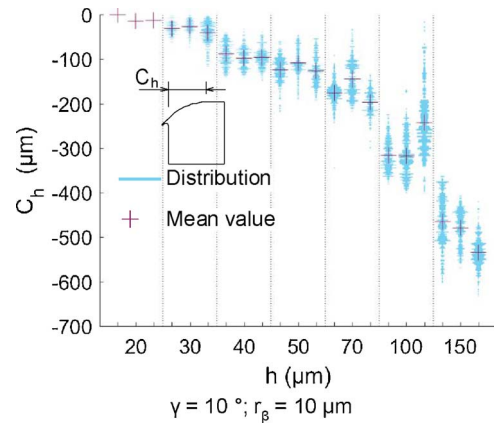 0
-100
-200
-300
-400
-500
-600
-700
C_h (µm)
C_h
Distribution
Mean value
20 30 40 50 70 100 150
h (µm)
γ = 10 °; r_β = 10 µm